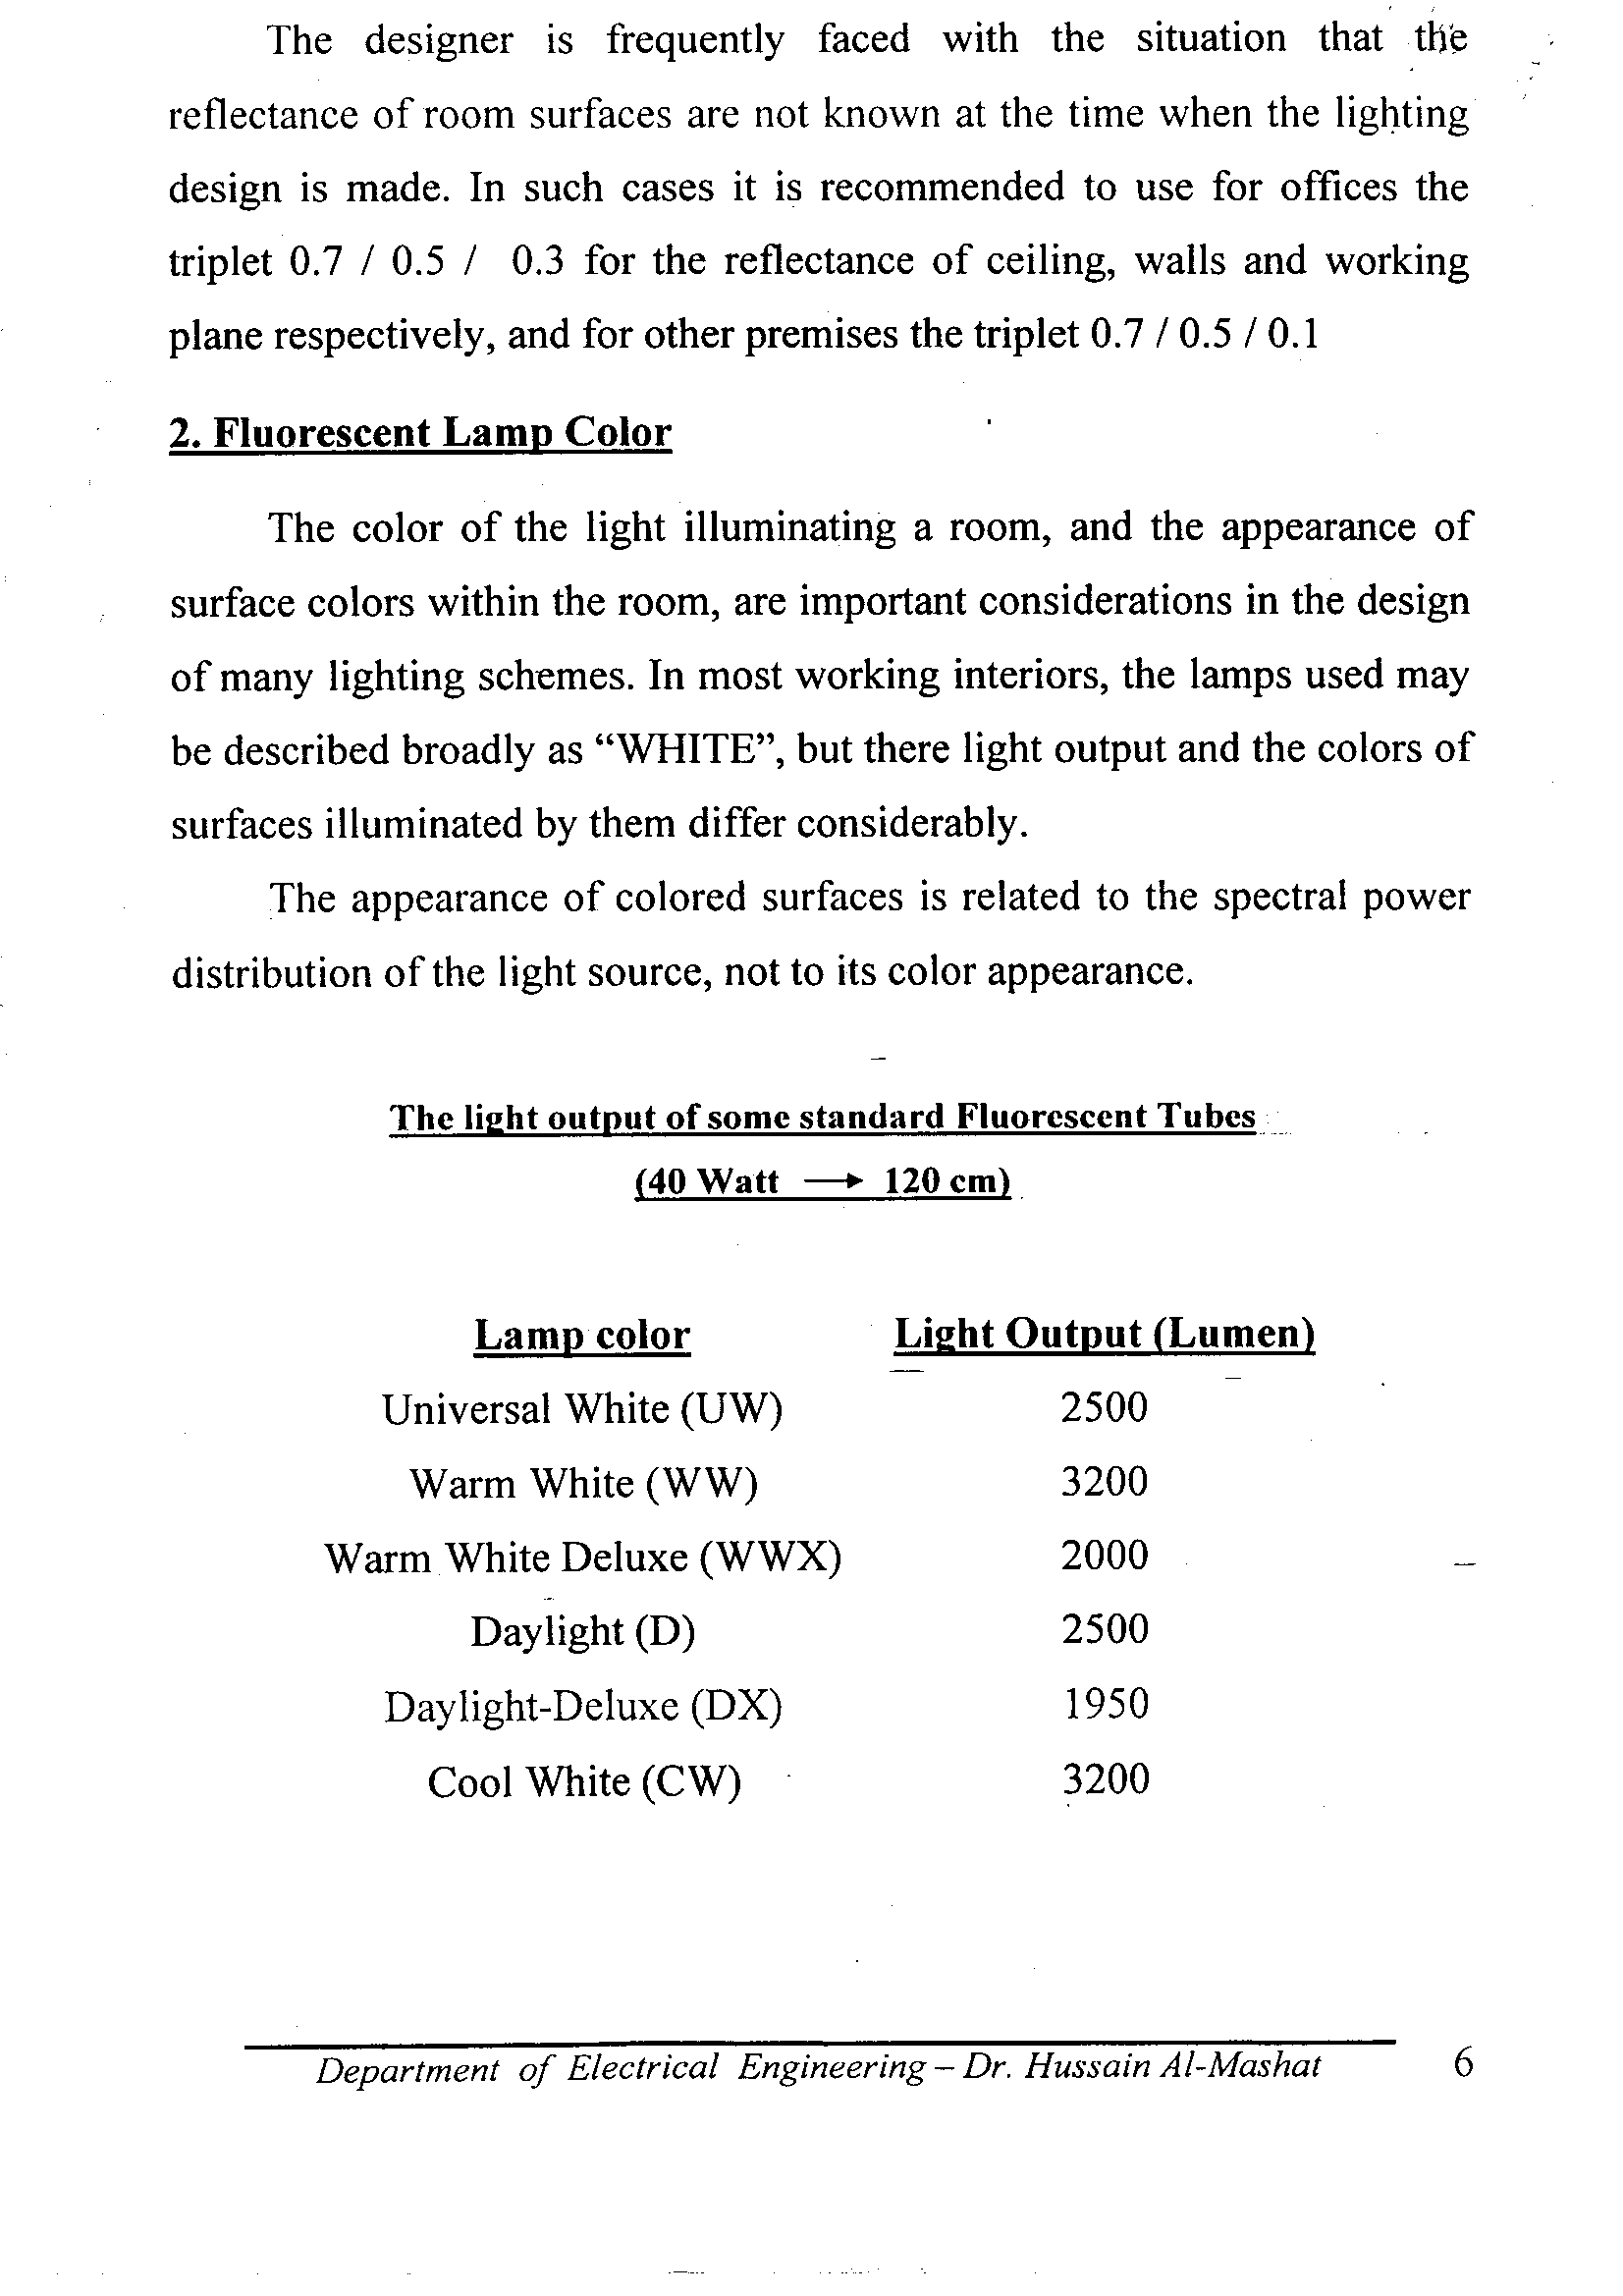 The designer is frequently faced with the situation that the
reflectance of room surfaces are not known at the time when the lighting
design is made. In such cases it is recommended to use for offices the
triplet 0.7 / 0.5 / 0.3 for the reflectance of ceiling, walls and working
plane respectively, and for other premises the triplet 0.7 / 0.5 / 0.1
2. Fluorescent Lamp Color
The color of the light illuminating a room, and the appearance of
surface colors within the room, are important considerations in the design
of many lighting schemes. In most working interiors, the lamps used may
be described broadly as “WHITE”, but there light output and the colors of
surfaces illuminated by them differ considerably.
The appearance of colored surfaces is related to the spectral power
distribution of the light source, not to its color appearance.
The light output of some standard Fluorescent Tubes
(40 Watt → 120 cm)
Lamp color Light Output (Lumen)
Universal White (UW) 2500
Warm White (WW) 3200
Warm White Deluxe (WWX) 2000
Daylight (D) 2500
Daylight-Deluxe (DX) 1950
Cool White (CW) 3200
Department of Electrical Engineering – Dr. Hussain Al-Mashat 6